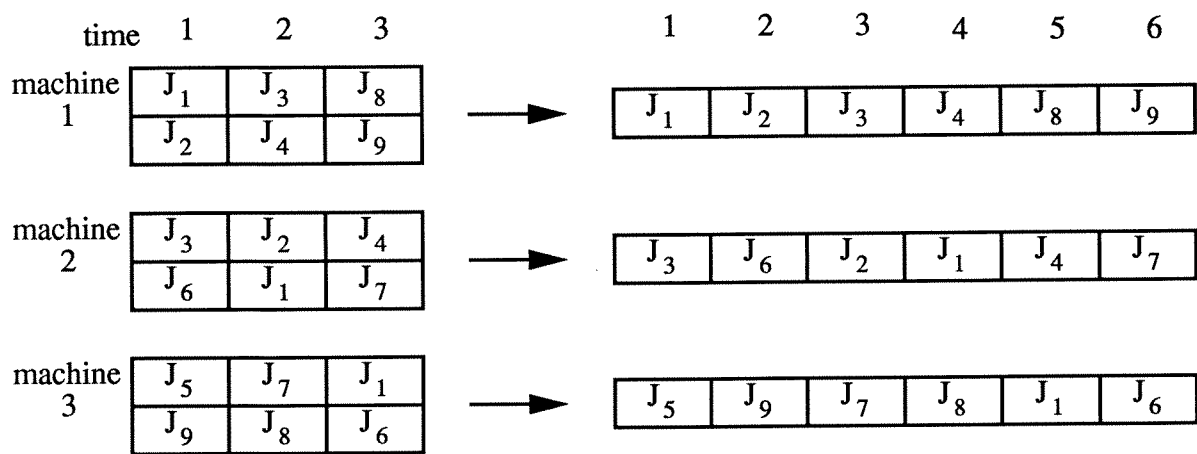 time 1 2 3 1 2 3 4 5 6
machine 1
J1 J3 J8
J2 J4 J9
J1 J2 J3 J4 J8 J9
machine 2
J3 J2 J4
J6 J1 J7
J3 J6 J2 J1 J4 J7
machine 3
J5 J7 J1
J9 J8 J6
J5 J9 J7 J8 J1 J6